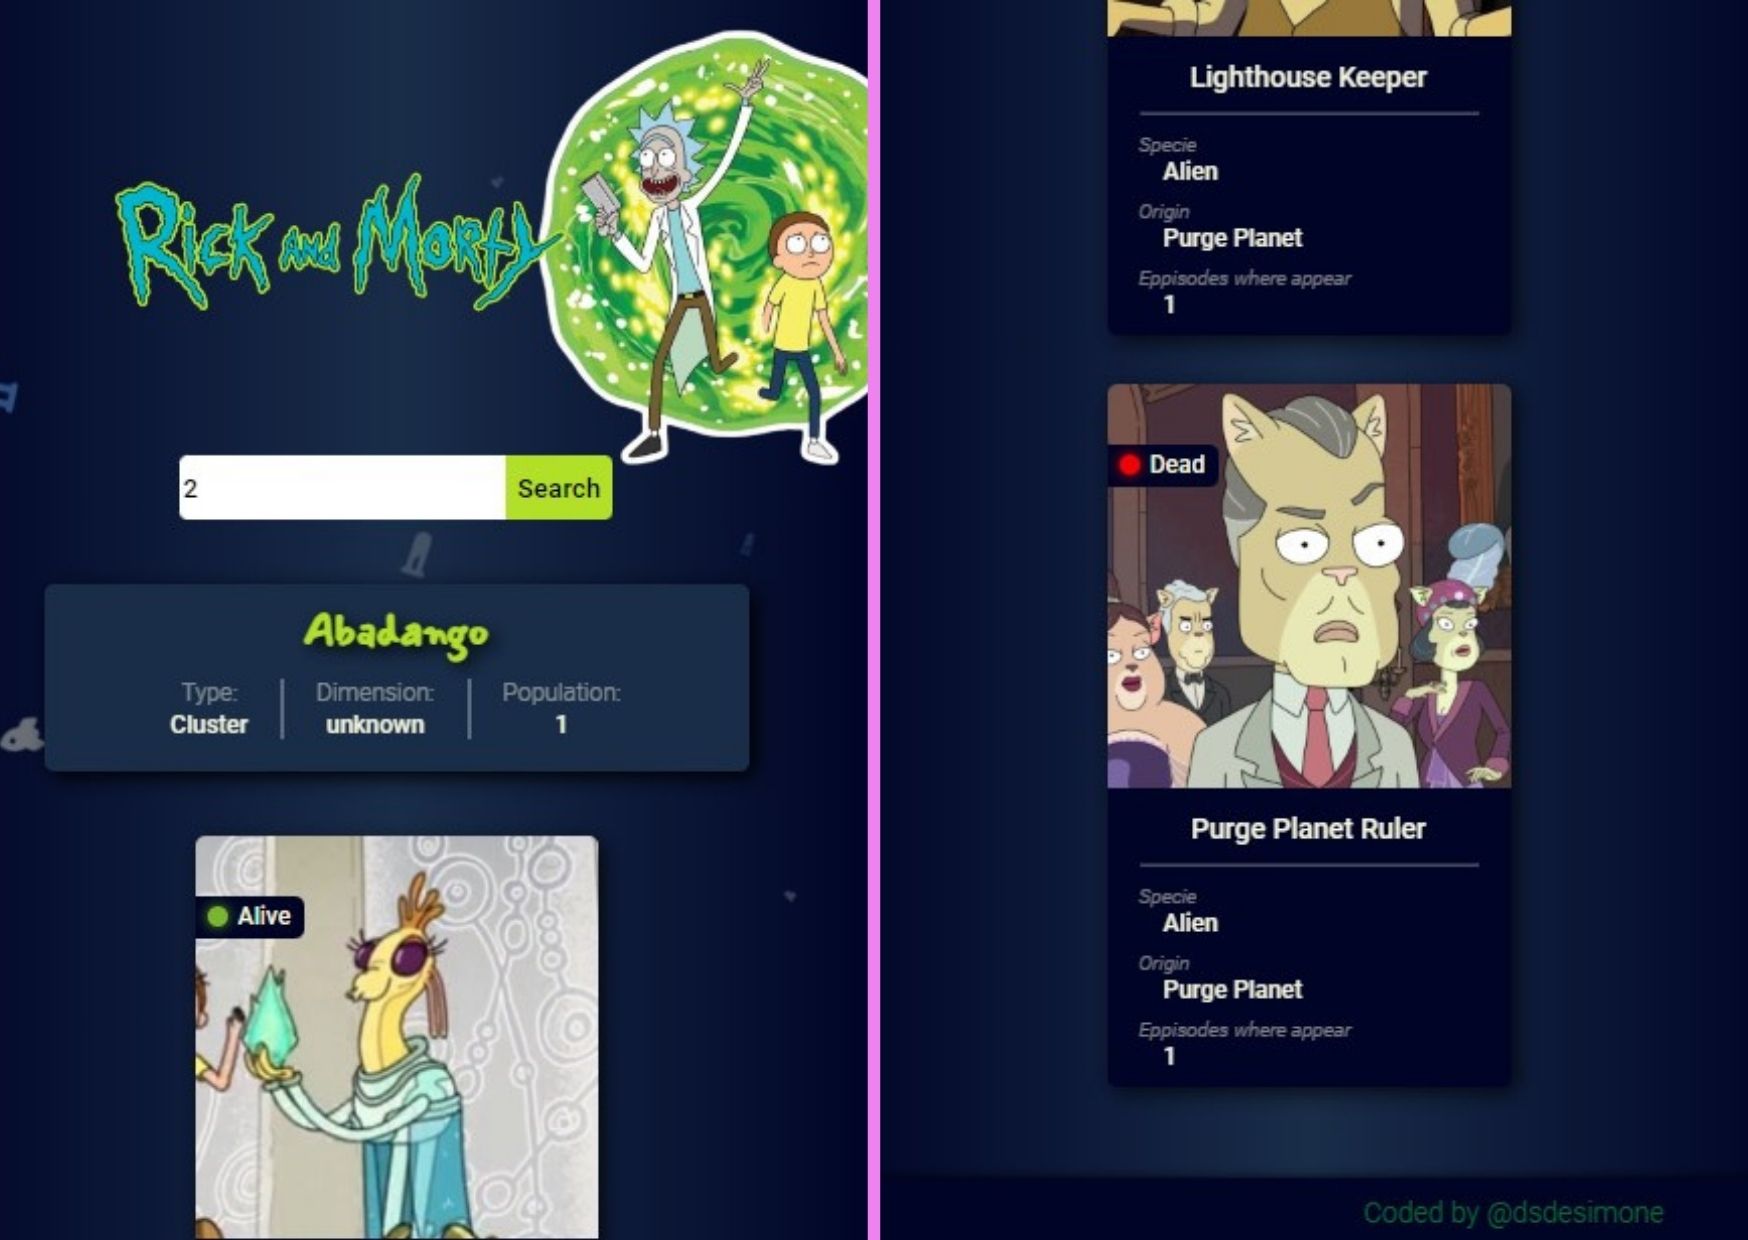 Rick and Morty
2
Search
Abadango
Type:
Cluster
Dimension:
unknown
Population:
1
Alive
Lighthouse Keeper
Specie
Alien
Origin
Purge Planet
Eppisodes where appear
1
Dead
Purge Planet Ruler
Specie
Alien
Origin
Purge Planet
Eppisodes where appear
1
Coded by @dsdesimone